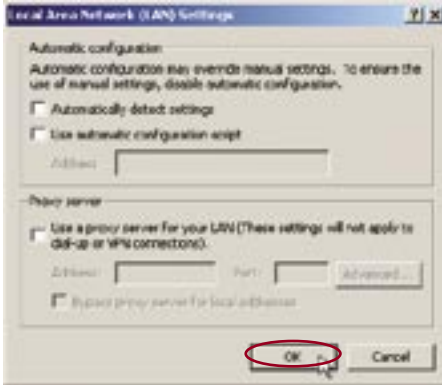 Local Area Network (LAN) Settings
Automatic configuration
Automatic configuration may override manual settings. To ensure the
use of manual settings, disable automatic configuration.
Automatically detect settings
Use automatic configuration script
Address
Proxy server
Use a proxy server for your LAN (These settings will not apply to
dial-up or VPN connections).
Address:
Port:
Advanced...
Bypass proxy server for local addresses
OK
Cancel